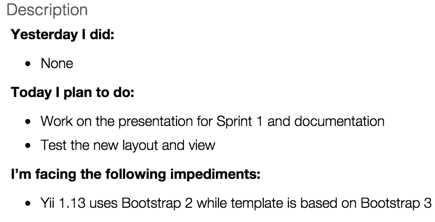 Description
Yesterday I did:
• None
Today I plan to do:
• Work on the presentation for Sprint 1 and documentation
• Test the new layout and view
I'm facing the following impediments:
• Yii 1.13 uses Bootstrap 2 while template is based on Bootstrap 3